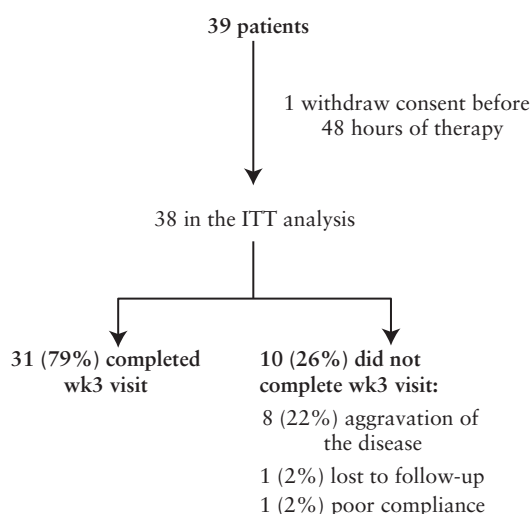 39 patients
1 withdraw consent before
48 hours of therapy
38 in the ITT analysis
31 (79%) completed
wk3 visit
10 (26%) did not
complete wk3 visit:
8 (22%) aggravation of
the disease
1 (2%) lost to follow-up
1 (2%) poor compliance